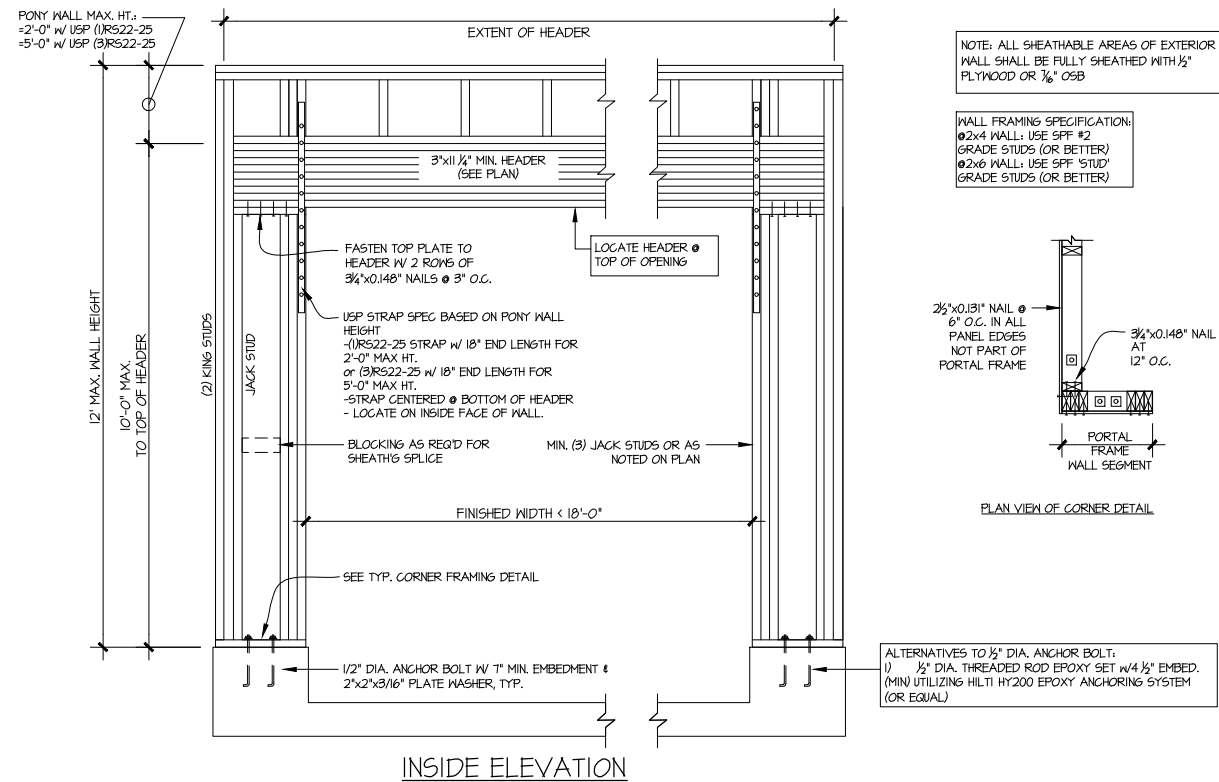 PONY WALL MAX. HT.:
=2'-0" W/ USP (1)RS22-25
=5'-0" W/ USP (3)RS22-25
EXTENT OF HEADER
NOTE: ALL SHEATHABLE AREAS OF EXTERIOR
WALL SHALL BE FULLY SHEATHED WITH 1/2"
PLYWOOD OR 7/16" OSB
WALL FRAMING SPECIFICATION:
@2x4 WALL: USE SPF #2
GRADE STUDS (OR BETTER)
@2x6 WALL: USE SPF 'STUD'
GRADE STUDS (OR BETTER)
3"x11 1/4" MIN. HEADER
(SEE PLAN)
FASTEN TOP PLATE TO
HEADER W/ 2 ROWS OF
3 1/4"x0.148" NAILS @ 3" O.C.
LOCATE HEADER @
TOP OF OPENING
USP STRAP SPEC BASED ON PONY WALL
HEIGHT
-(1)RS22-25 STRAP W/ 18" END LENGTH FOR
2'-0" MAX HT.
or (3)RS22-25 W/ 18" END LENGTH FOR
5'-0" MAX HT.
-STRAP CENTERED @ BOTTOM OF HEADER
- LOCATE ON INSIDE FACE OF WALL.
12' MAX. WALL HEIGHT
10'-0" MAX.
TO TOP OF HEADER
(2) KING STUDS
JACK STUD
BLOCKING AS REQ'D FOR
SHEATH'G SPLICE
MIN. (3) JACK STUDS OR AS
NOTED ON PLAN
FINISHED WIDTH < 18'-0"
SEE TYP. CORNER FRAMING DETAIL
1/2" DIA. ANCHOR BOLT W/ 7" MIN. EMBEDMENT &
2"x2"x3/16" PLATE WASHER, TYP.
2 1/2"x0.131" NAIL @
6" O.C. IN ALL
PANEL EDGES
NOT PART OF
PORTAL FRAME
3 1/4"x0.148" NAIL
AT
12" O.C.
PORTAL
FRAME
WALL SEGMENT
PLAN VIEW OF CORNER DETAIL
ALTERNATIVES TO 1/2" DIA. ANCHOR BOLT:
1) 1/2" DIA. THREADED ROD EPOXY SET W/4 1/2" EMBED.
(MIN) UTILIZING HILTI HY200 EPOXY ANCHORING SYSTEM
(OR EQUAL)
INSIDE ELEVATION